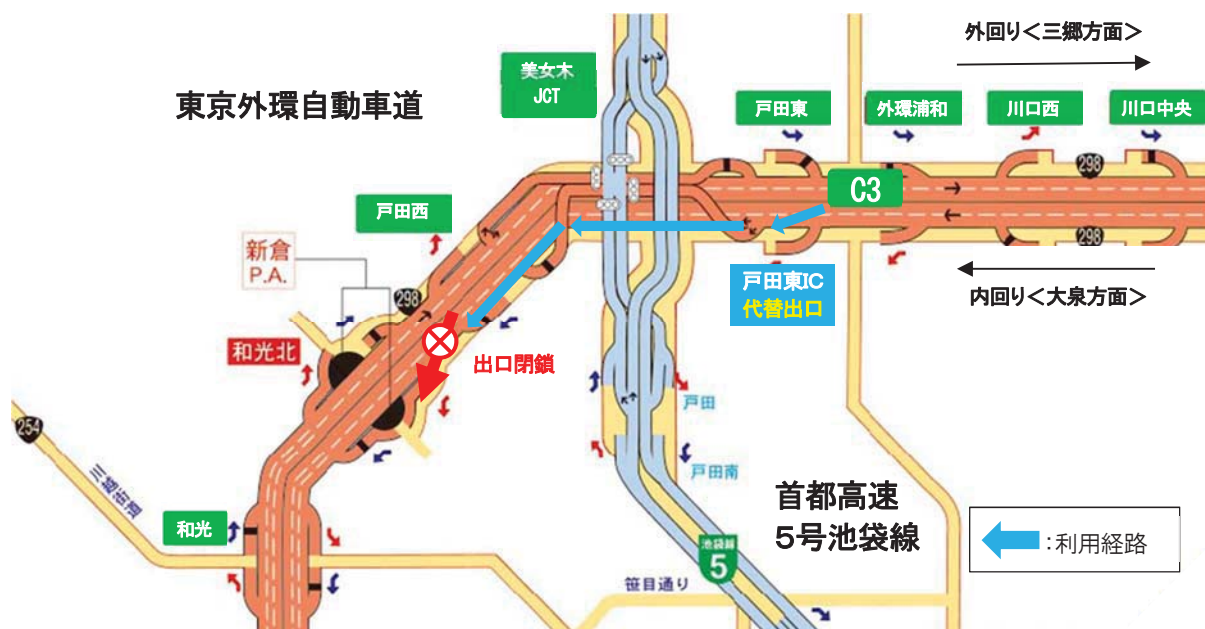 外回り＜三郷方面＞
東京外環自動車道
美女木
JCT
戸田東
外環浦和
川口西
川口中央
298
C3
戸田西
298
新倉
P.A.
戸田東IC
代替出口
内回り＜大泉方面＞
298
和光北
出口閉鎖
戸田
254
川越街道
戸田南
首都高速
5号池袋線
和光
池袋線
5
：利用経路
笹目通り